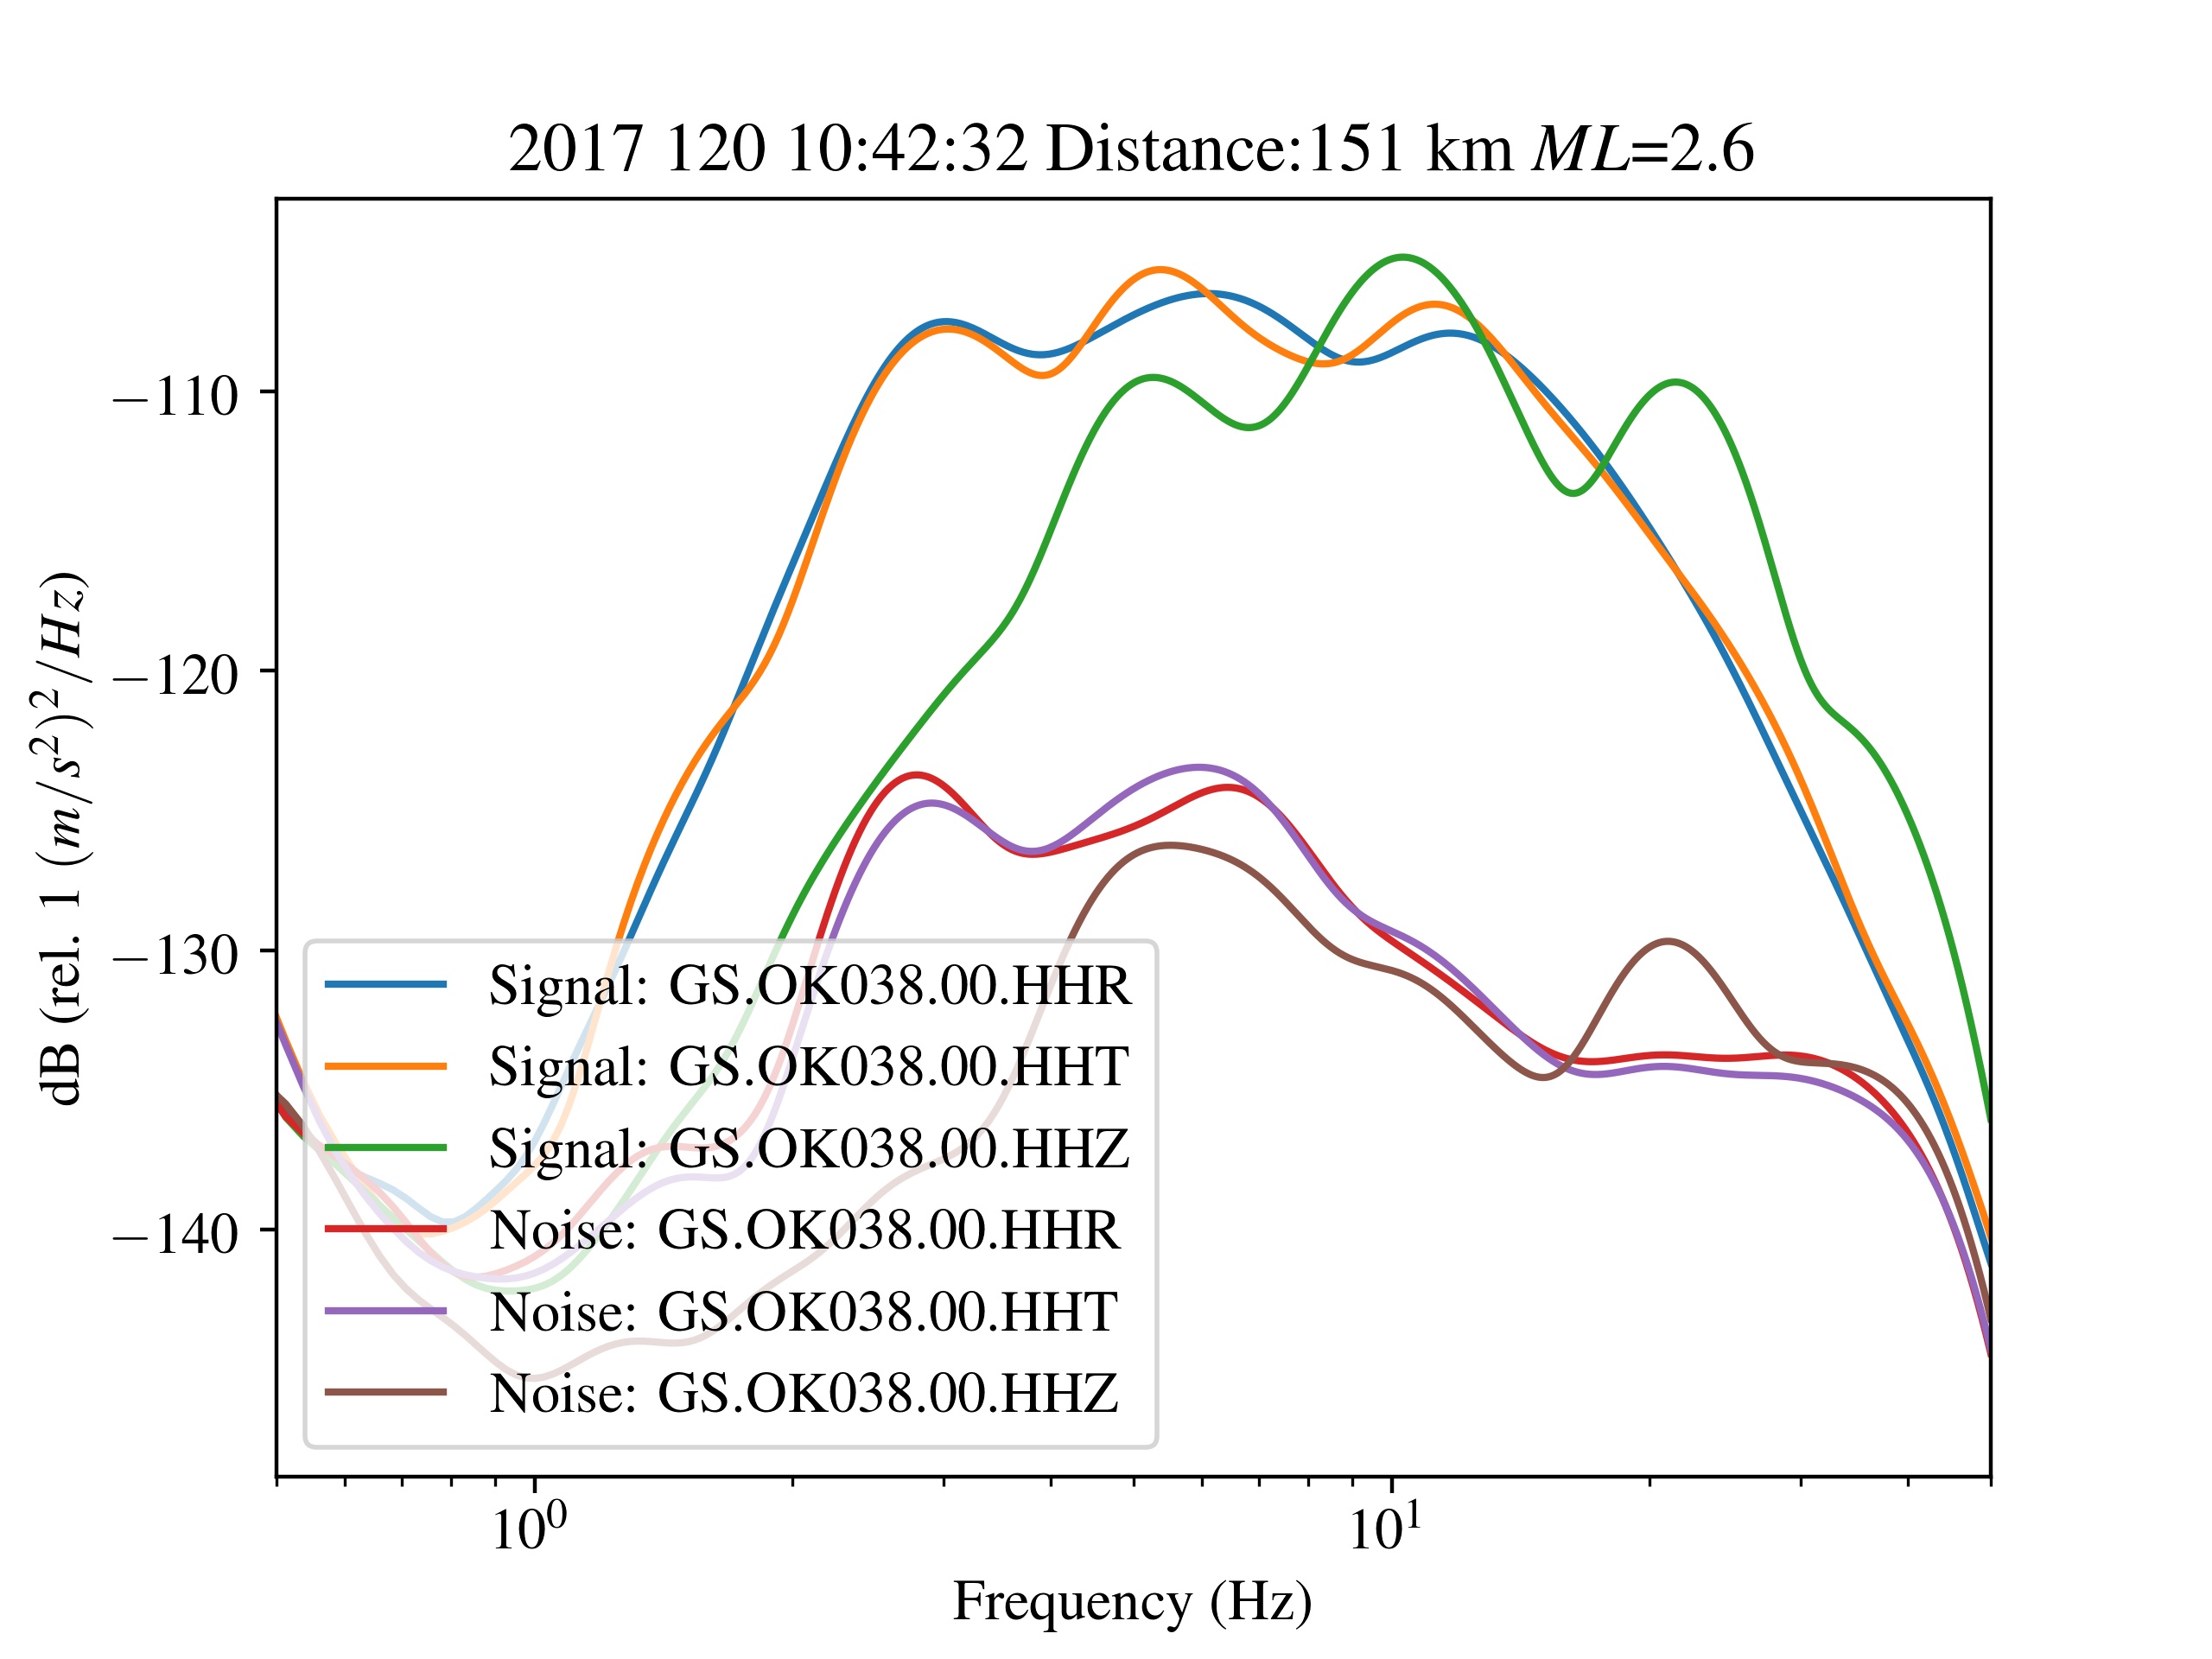 2017 120 10:42:32 Distance:151 km ML=2.6
dB (rel. 1 (m/s²)²/Hz)
−110
−120
−130
−140
Signal: GS.OK038.00.HHR
Signal: GS.OK038.00.HHT
Signal: GS.OK038.00.HHZ
Noise: GS.OK038.00.HHR
Noise: GS.OK038.00.HHT
Noise: GS.OK038.00.HHZ
10⁰ 10¹
Frequency (Hz)